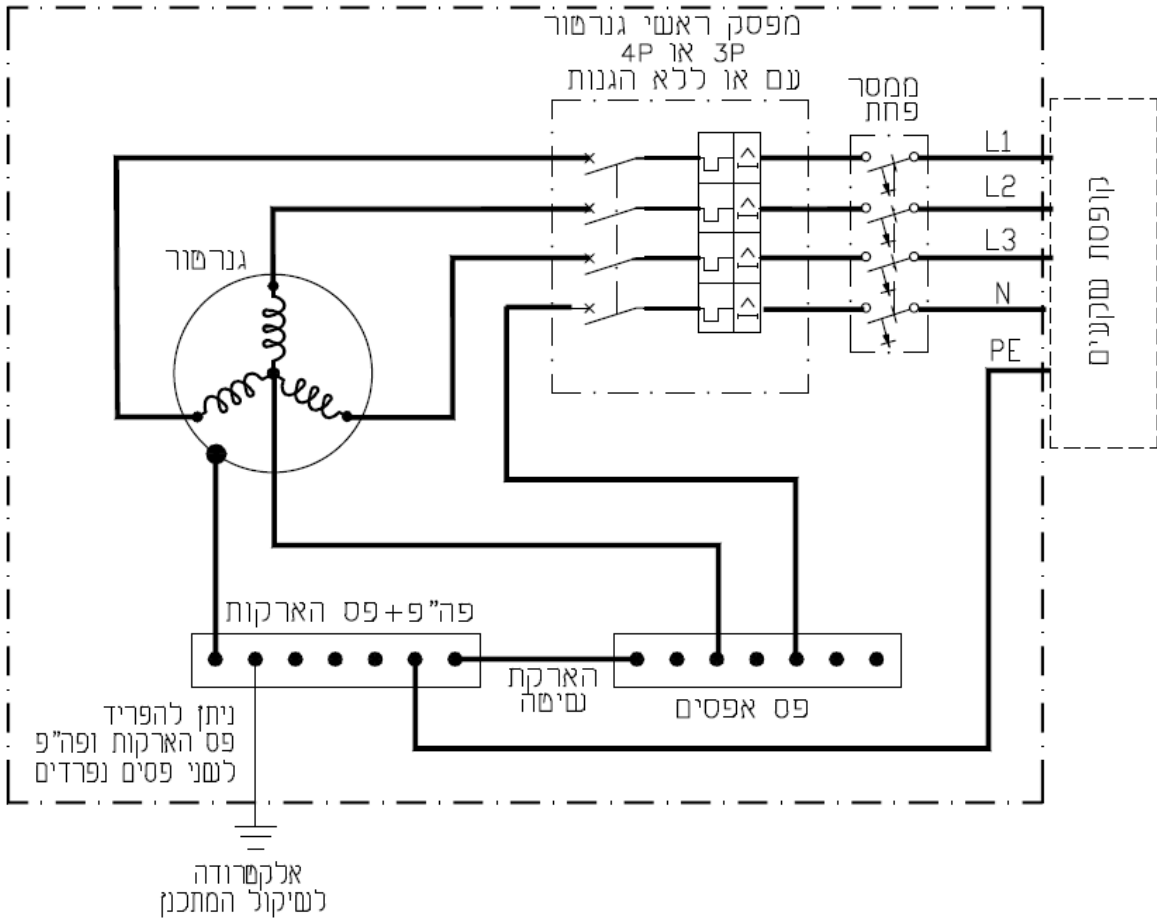 מפסק ראשי גנרטור
3P או 4P
עם או ללא הגנות
ממסר
פחת
L1
L2
L3
N
PE
קופסת שקעים
גנרטור
פה"פ+פס הארקות
הארקת
שיטה
פס אפסים
ניתן להפריד
פס הארקות ופה"פ
לשני פסים נפרדים
אלקטרודה
לשיקול המתכנן